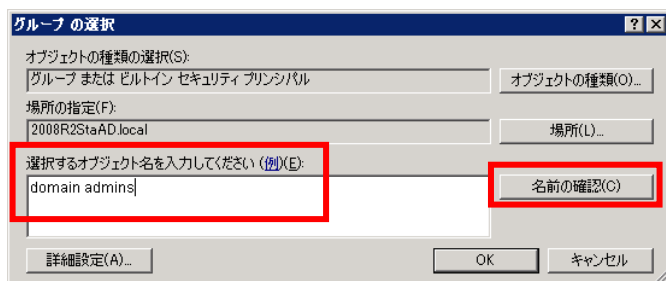 グループ の選択
オブジェクトの種類の選択(S):
グループ または ビルトイン セキュリティ プリンシパル
オブジェクトの種類(O)...
場所の指定(F):
2008R2StaAD.local
場所(L)...
選択するオブジェクト名を入力してください (例)(E):
domain admins
名前の確認(C)
詳細設定(A)...
OK
キャンセル